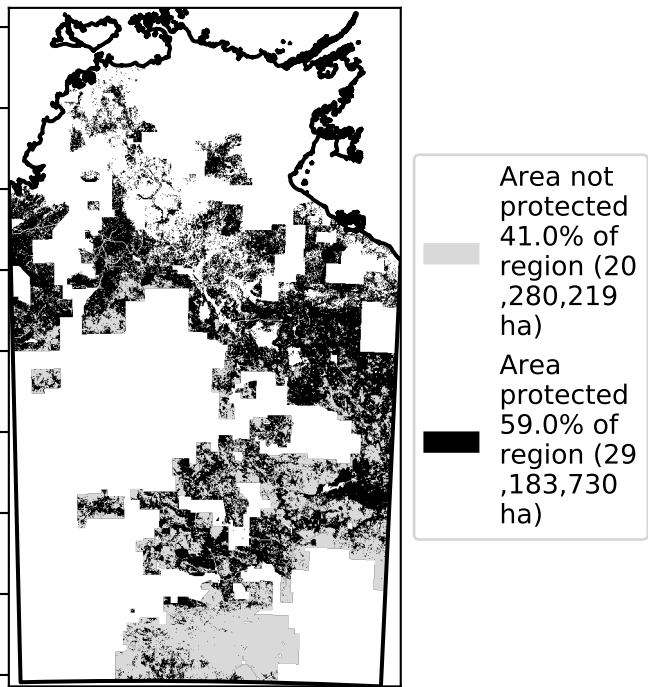 Area not
protected
41.0% of
region (20
,280,219
ha)
Area
protected
59.0% of
region (29
,183,730
ha)